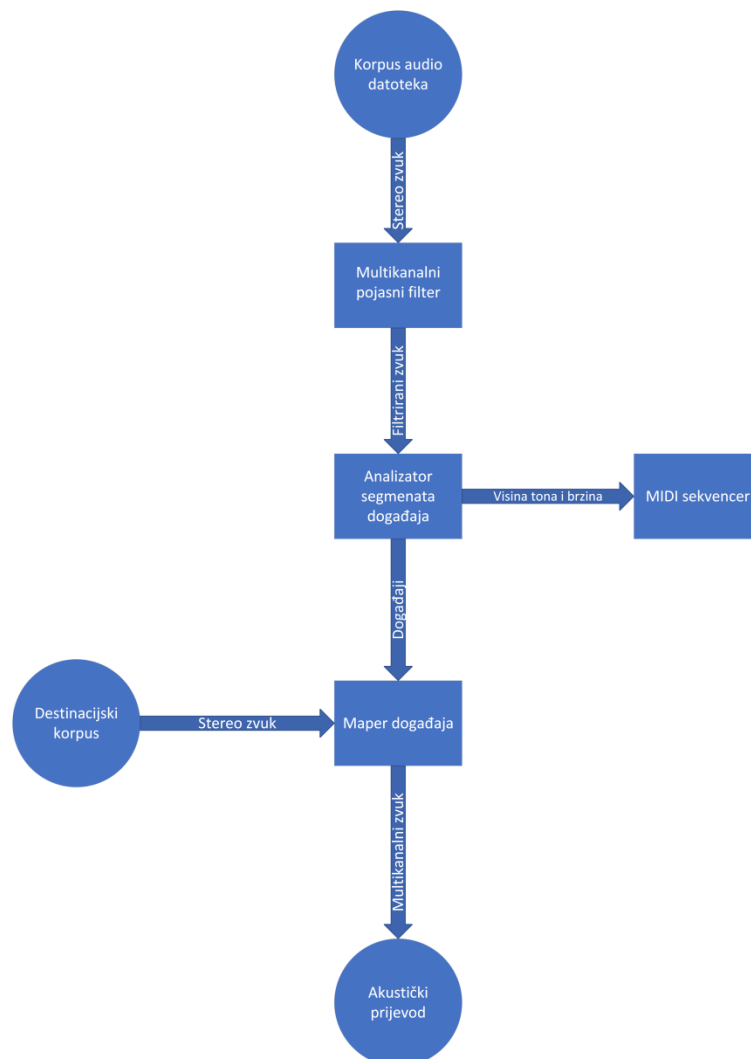 Korpus audio
datoteka
Stereo zvuk
Multikanalni
pojasni filter
Filtrirani zvuk
Analizator
segmenata
događaja
Visina tona i brzina
MIDI sekvencer
Događaji
Destinacijski
korpus
Stereo zvuk
Maper događaja
Multikanalni zvuk
Akustički
prijevod